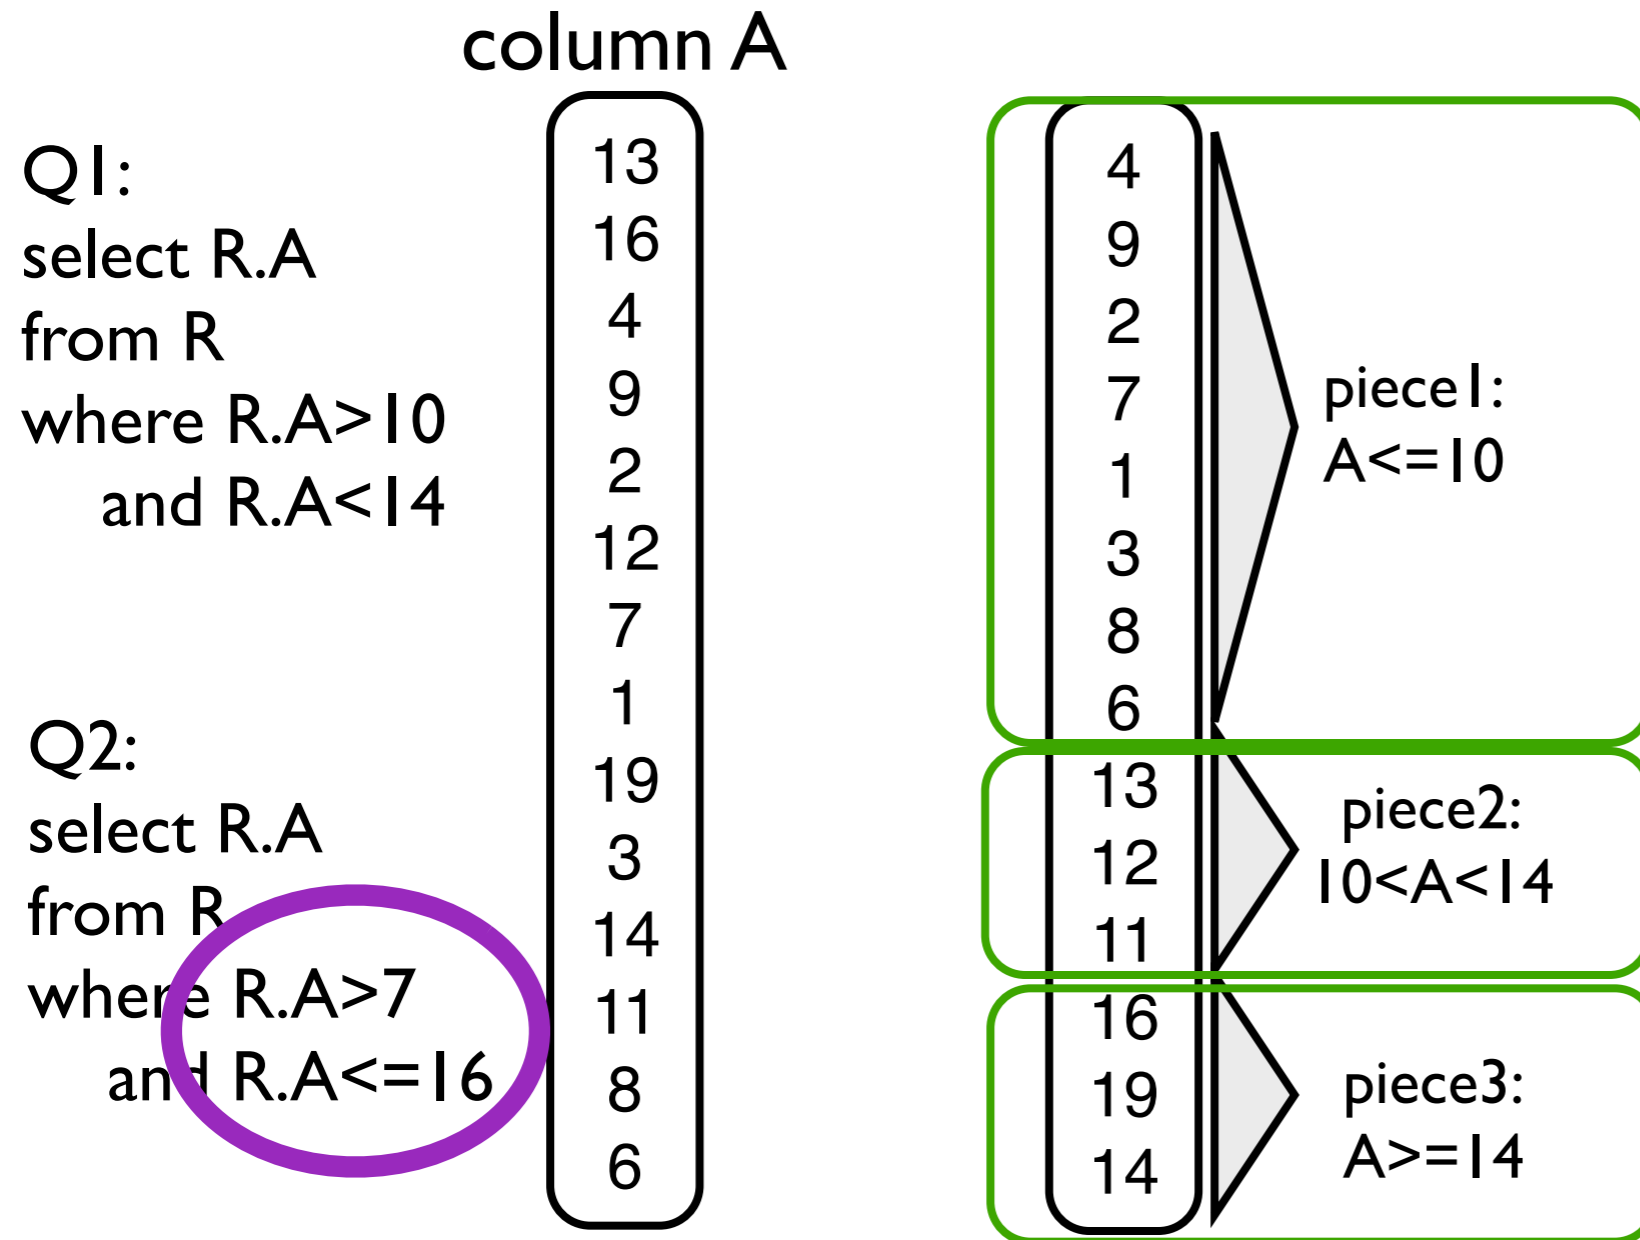 column A
Q1:
select R.A
from R
where R.A>10
and R.A<14
Q2:
select R.A
from R
where R.A>7
and R.A<=16
13
16
4
9
2
12
7
1
19
3
14
11
8
6
4
9
2
7
1
3
8
6
13
12
11
16
19
14
piece1:
A<=10
piece2:
10<A<14
piece3:
A>=14